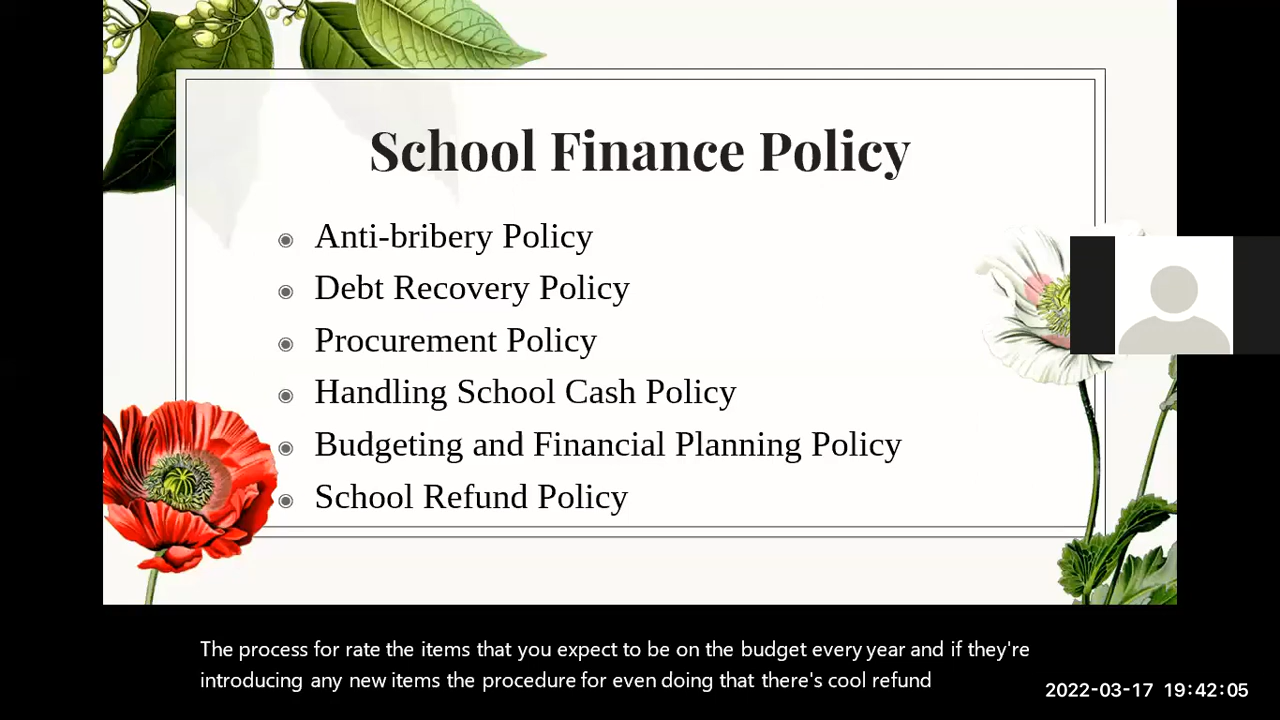 School Finance Policy
Anti-bribery Policy
Debt Recovery Policy
Procurement Policy
Handling School Cash Policy
Budgeting and Financial Planning Policy
School Refund Policy
The process for rate the items that you expect to be on the budget every year and if they're
introducing any new items the procedure for even doing that there's cool refund
2022-03-17 19:42:05